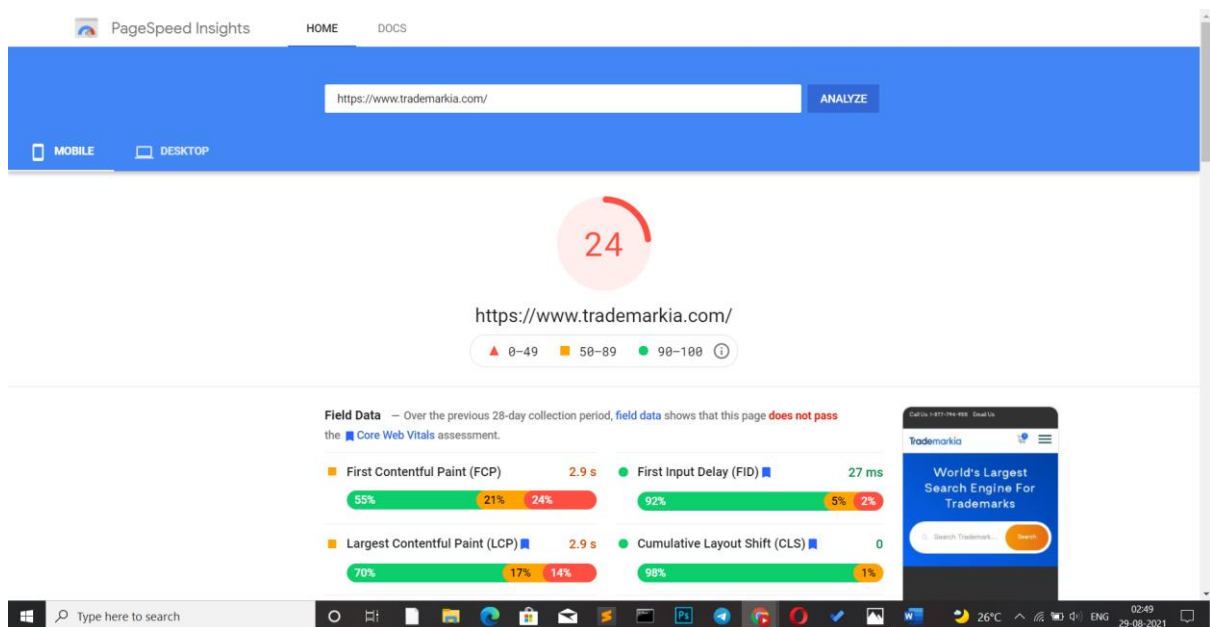 PageSpeed Insights HOME DOCS
https://www.trademarkia.com/ ANALYZE
MOBILE DESKTOP
24
https://www.trademarkia.com/
0–49 50–89 90–100
Field Data — Over the previous 28-day collection period, field data shows that this page does not pass
the Core Web Vitals assessment.
First Contentful Paint (FCP) 2.9 s
55% 21% 24%
First Input Delay (FID) 27 ms
92% 5% 2%
Largest Contentful Paint (LCP) 2.9 s
70% 17% 14%
Cumulative Layout Shift (CLS) 0
98% 1%
Email Us
Trademarkia
World's Largest
Search Engine For
Trademarks
Search Trademark... Search
Type here to search
Ps
W
26°C ENG
02:49
29-08-2021